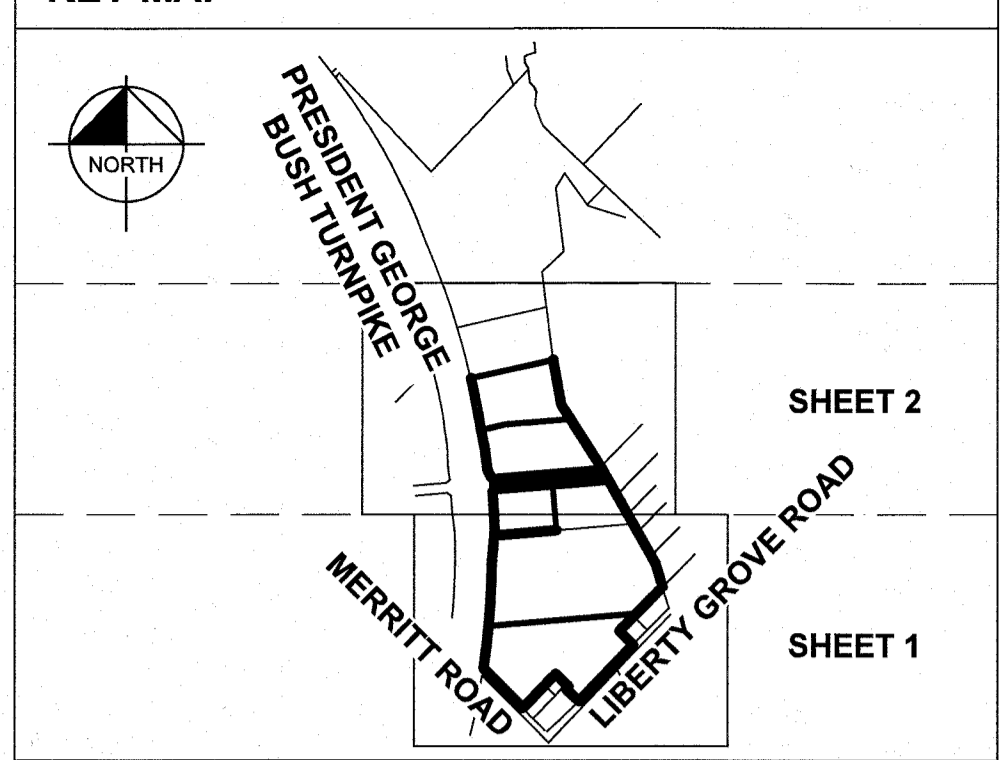 KEY MAP
NORTH
PRESIDENT GEORGE
BUSH TURNPIKE
SHEET 2
MERRITT ROAD
LIBERTY GROVE ROAD
SHEET 1